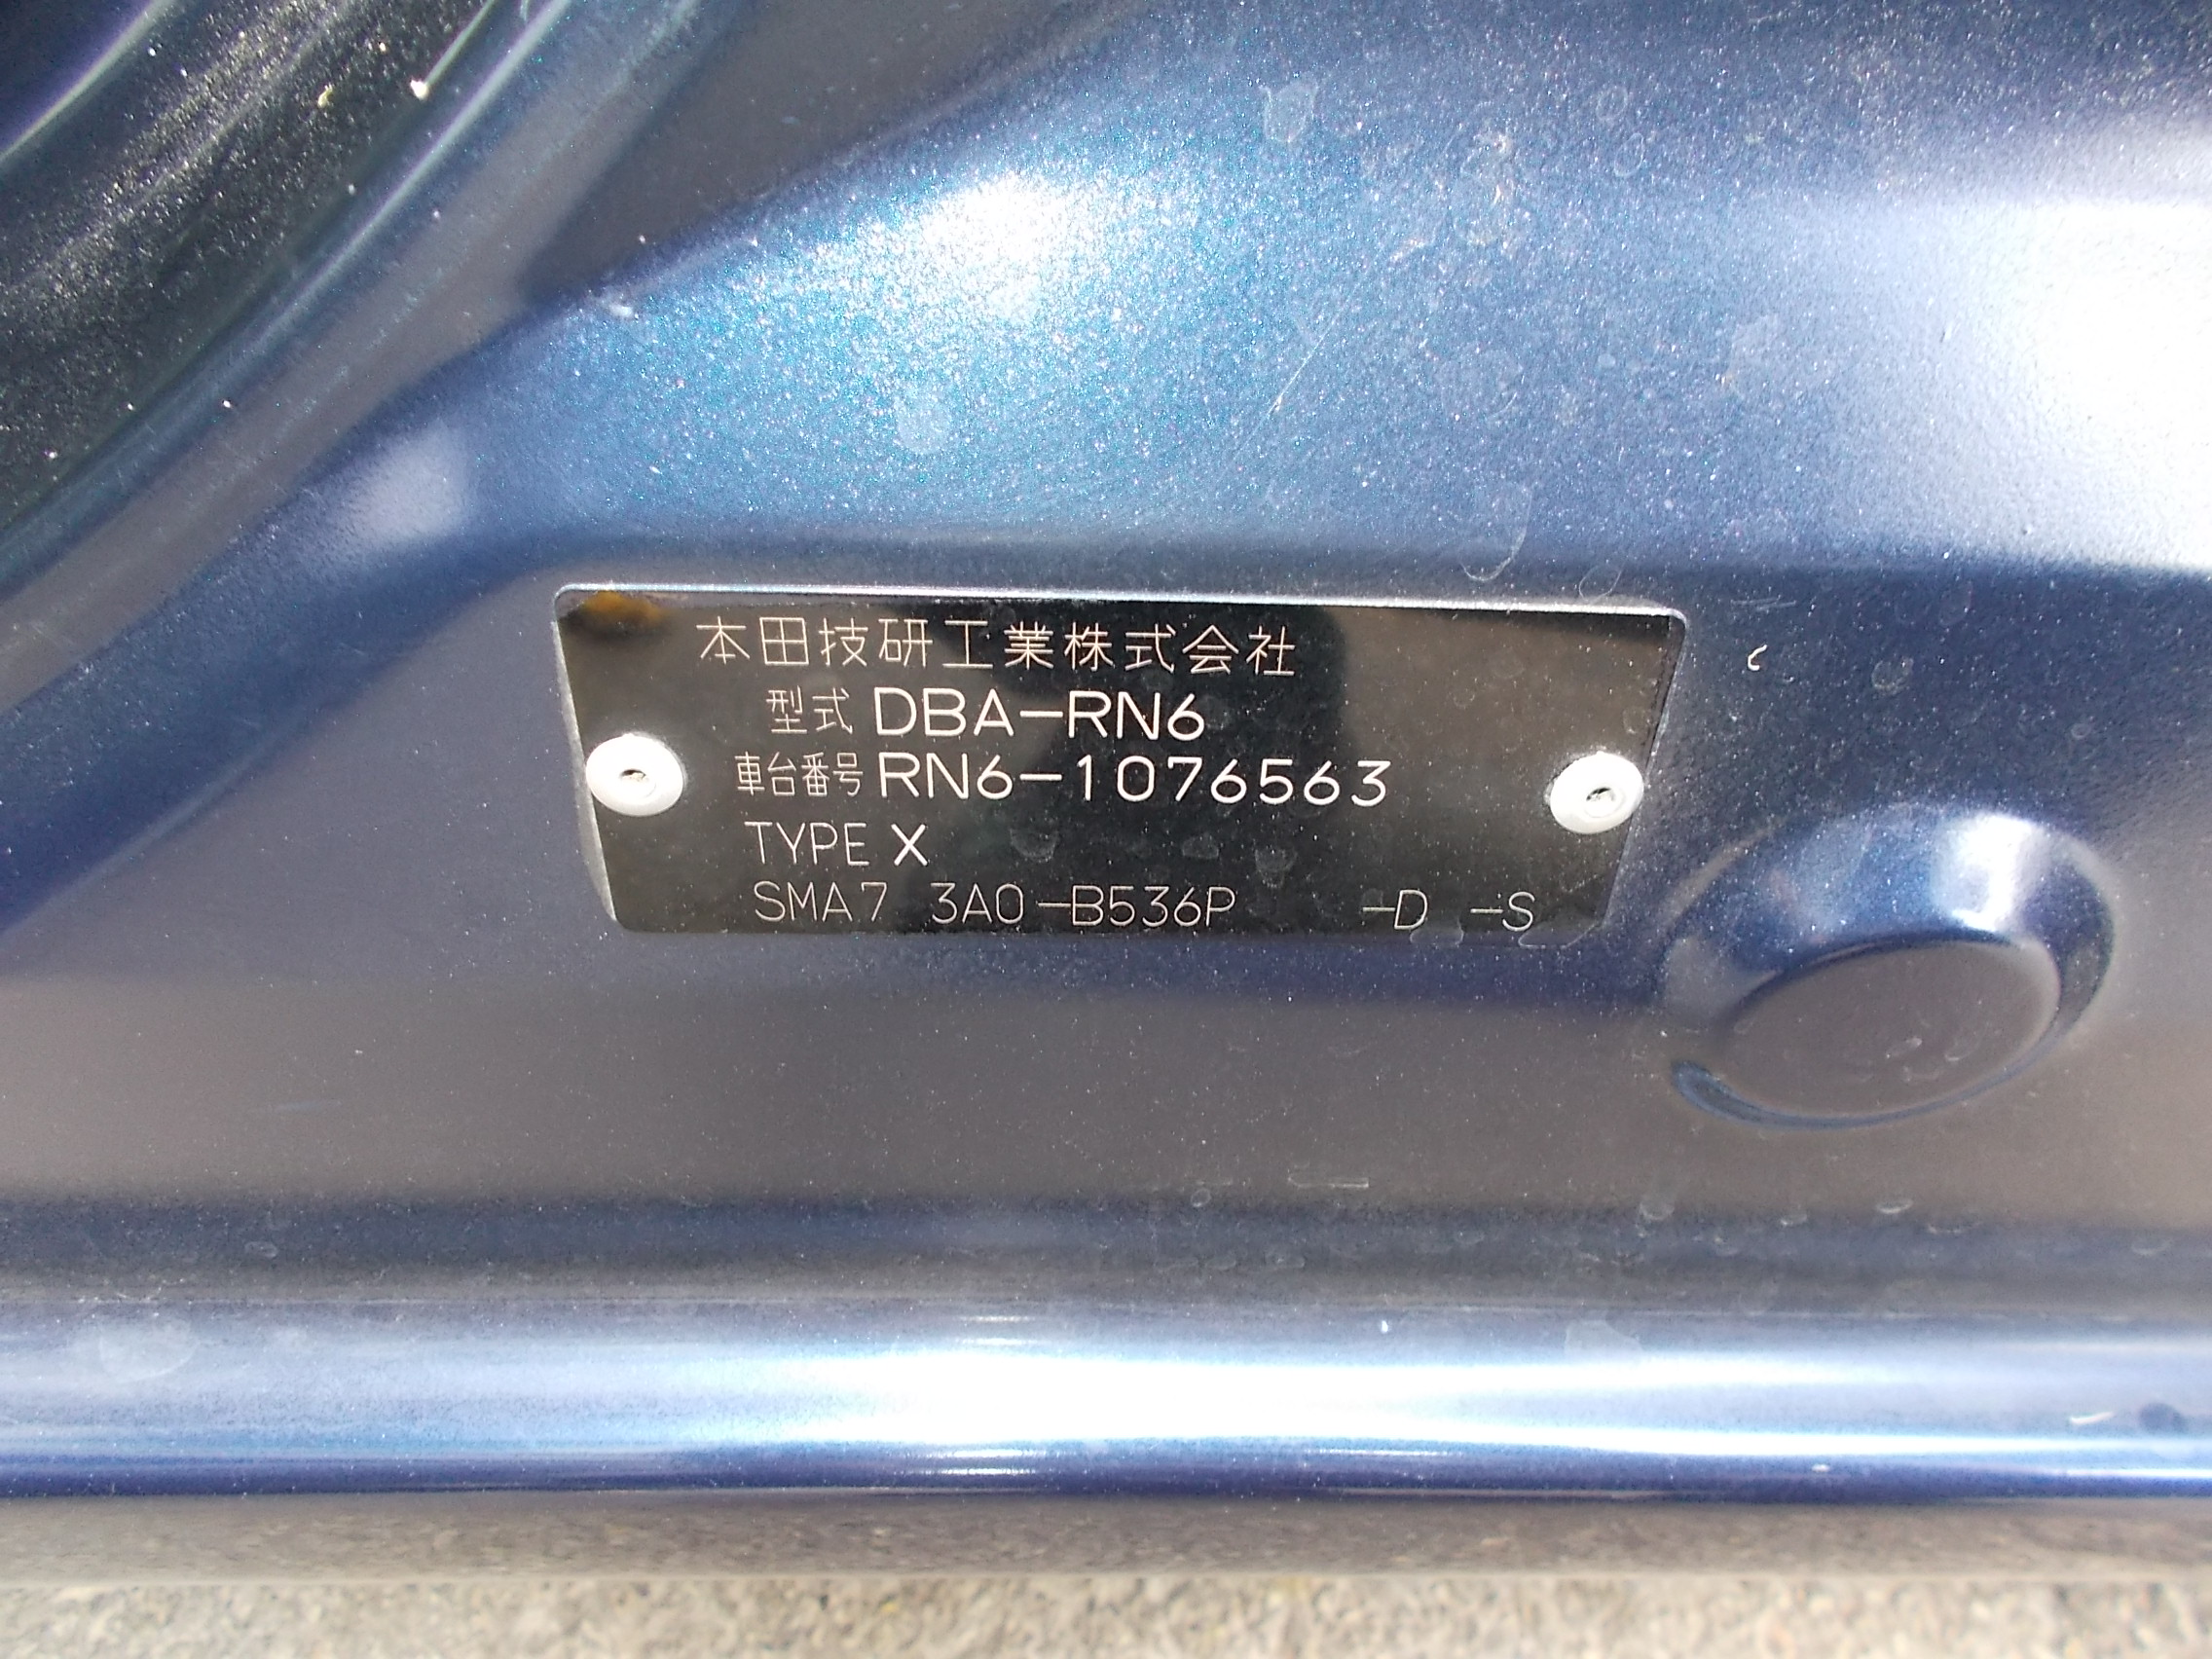 本田技研工業株式会社
型式 DBA-RN6
車台番号 RN6-1076563
TYPE X
SMA7 3A0-B536P -D -S